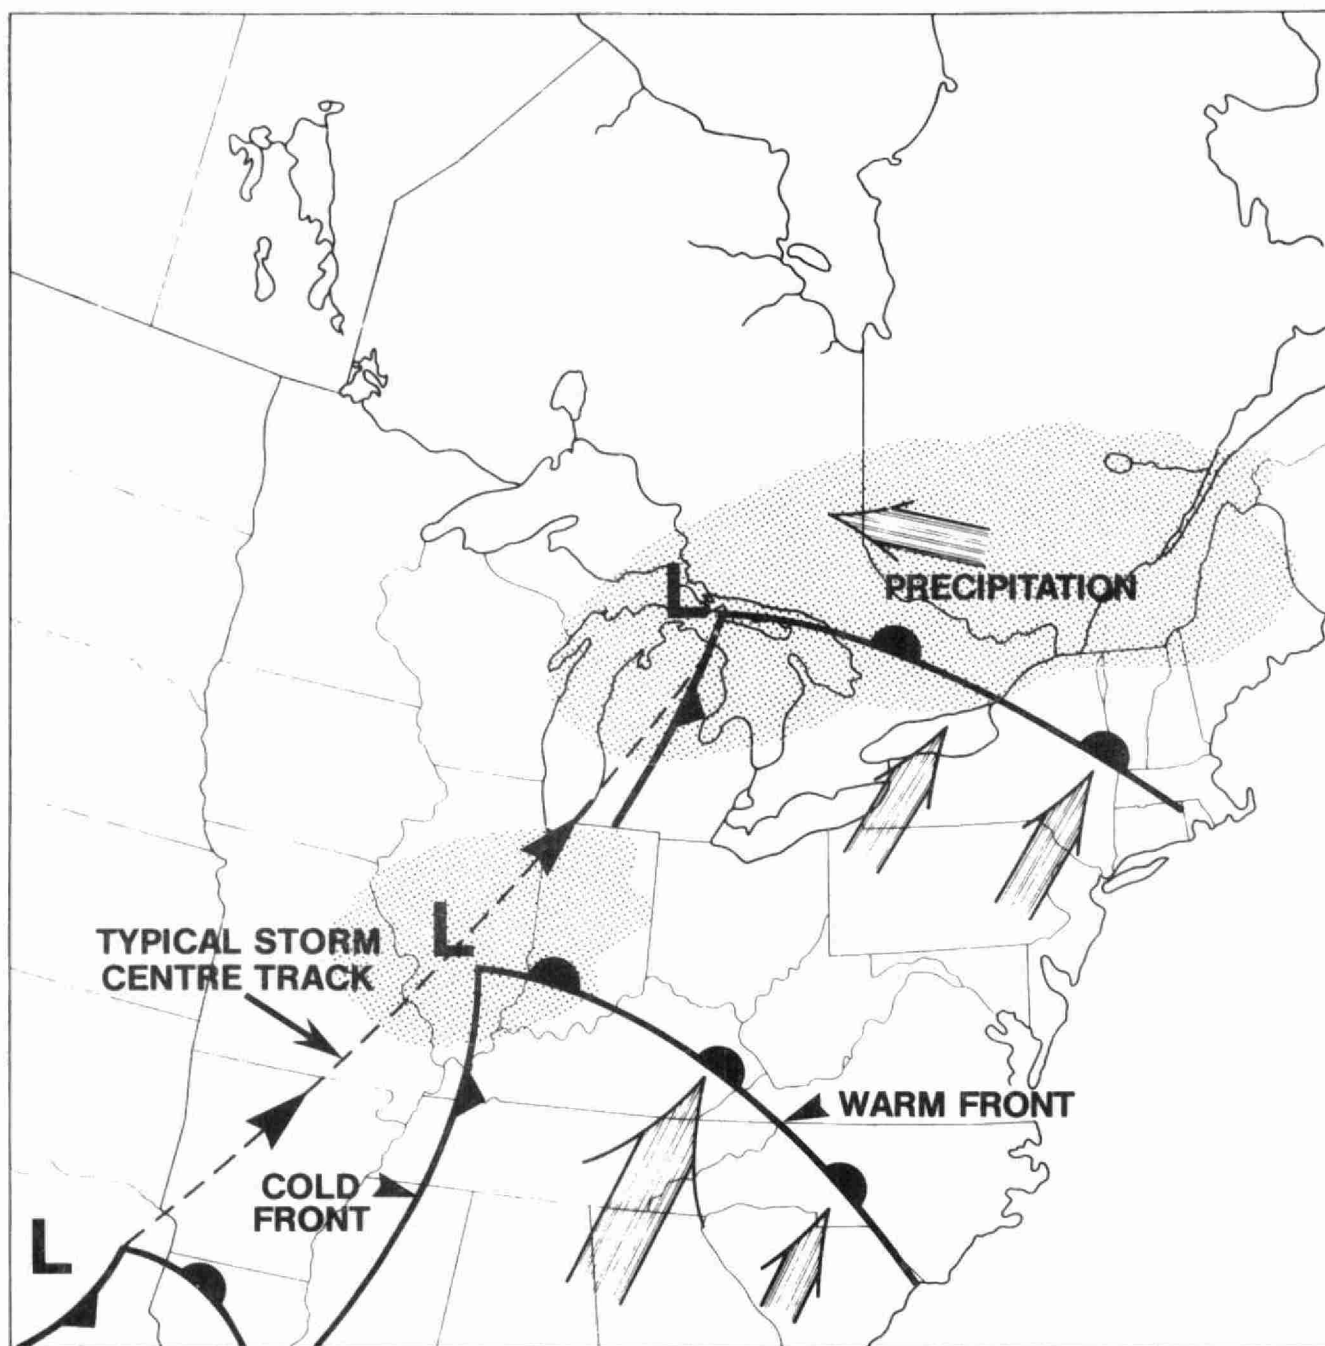 L
PRECIPITATION
L
TYPICAL STORM
CENTRE TRACK
WARM FRONT
COLD
FRONT
L